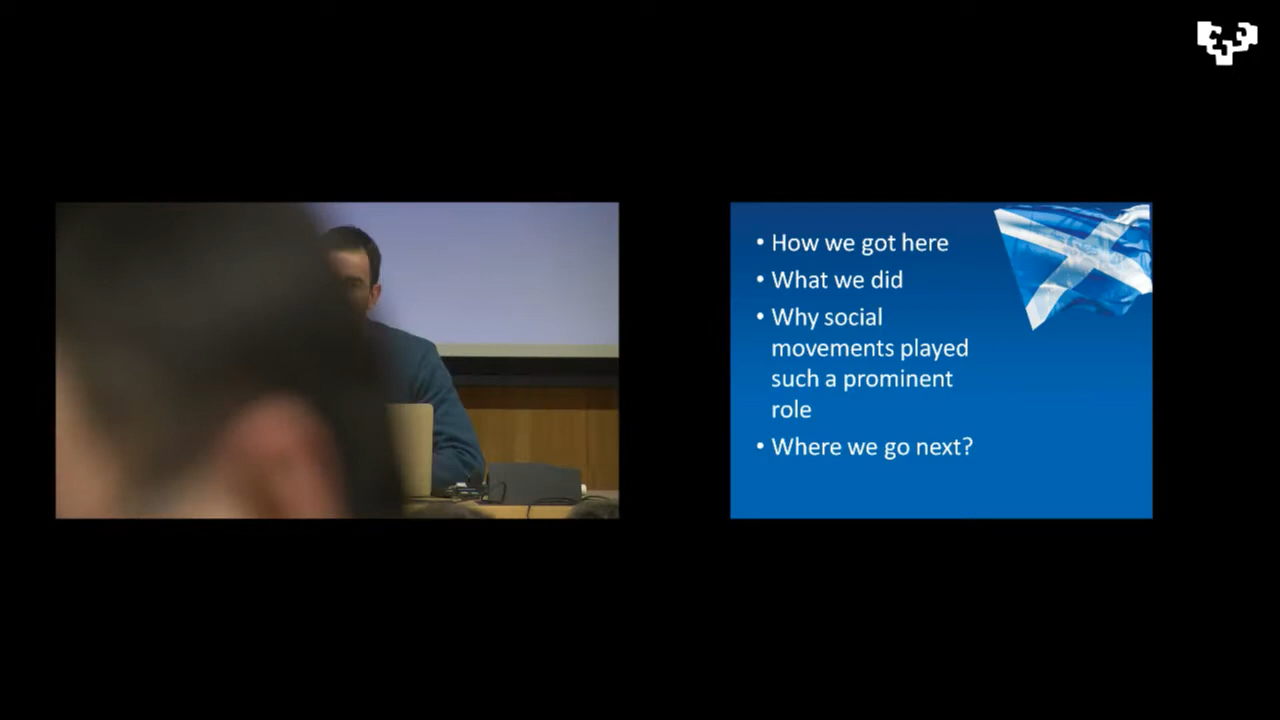 • How we got here
• What we did
• Why social
movements played
such a prominent
role
• Where we go next?